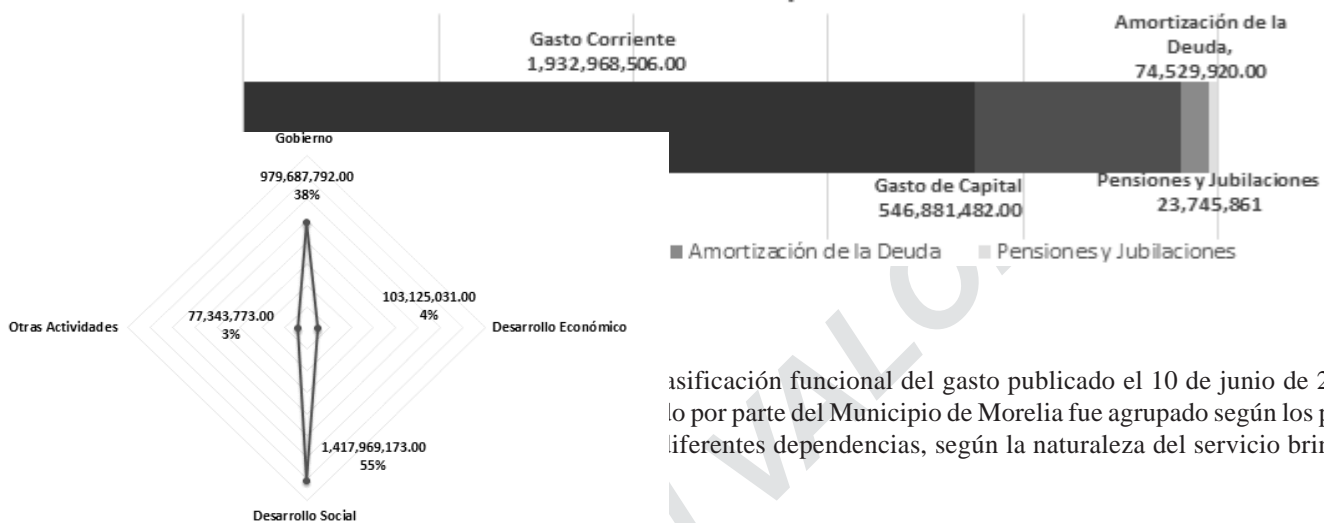 Gasto Corriente
1,932,968,506.00
Amortización de la
Deuda,
74,529,920.00
Gasto de Capital
546,881,482.00
Pensiones y Jubilaciones
23,745,861
Amortización de la Deuda
Pensiones y Jubilaciones
Gobierno
979,687,792.00
38%
Otras Actividades
77,343,773.00
3%
103,125,031.00
4%
Desarrollo Económico
1,417,969,173.00
55%
Desarrollo Social
funcional del gasto publicado el 10 de junio de
por parte del Municipio de Morelia fue agrupado según los
dependencias, según la naturaleza del servicio